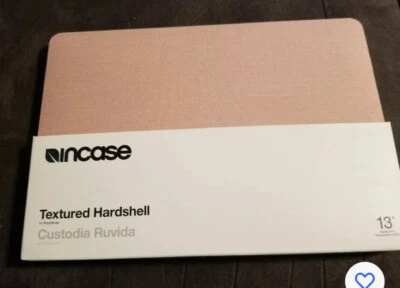 incase
Textured Hardshell
Custodia Ruvida
13"